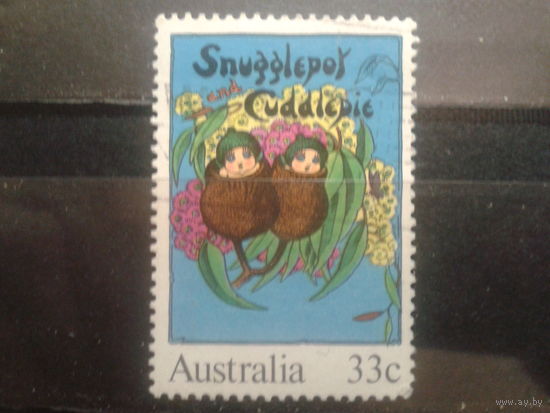 Snugglepot
and
Cuddlepie
Australia 33c
www.ay.by